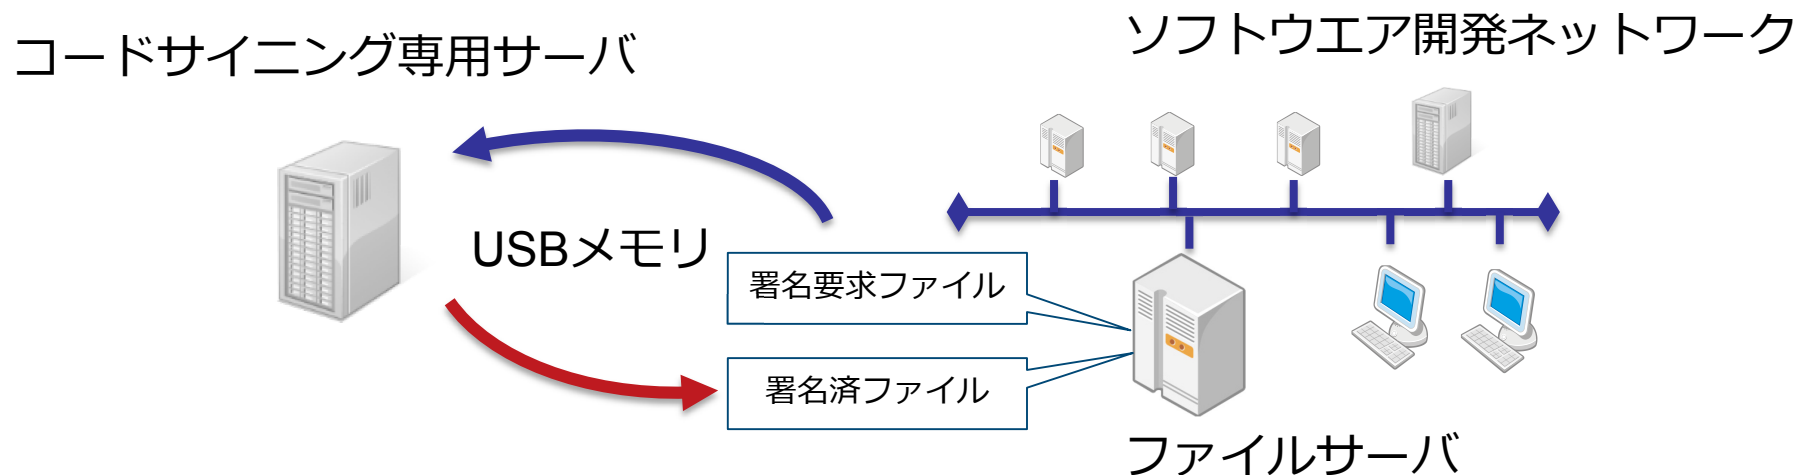 コードサイニング専用サーバ
ソフトウエア開発ネットワーク
USBメモリ
署名要求ファイル
署名済ファイル
ファイルサーバ